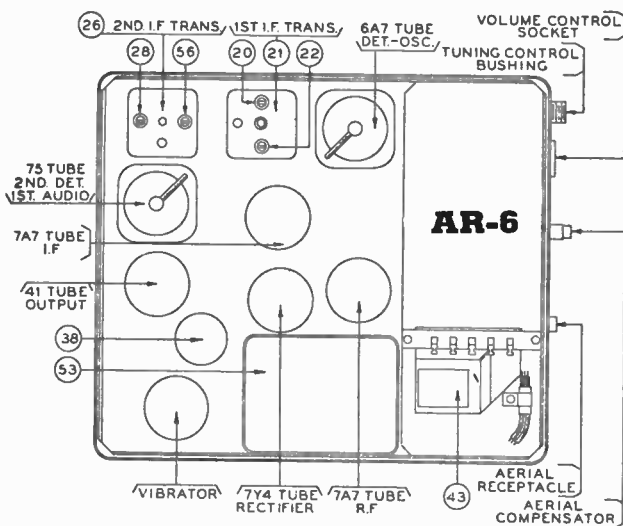 26 2ND I.F TRANS.
1ST I.F. TRANS.
6A7 TUBE
DET.-OSC.
VOLUME CONTROL
SOCKET
TUNING CONTROL
BUSHING
28
56
20
21
22
75 TUBE
2ND. DET.
1ST. AUDIO
7A7 TUBE
I.F
41 TUBE
OUTPUT
38
53
AR-6
VIBRATOR
7Y4 TUBE
RECTIFIER
7A7 TUBE
R.F
43
AERIAL
RECEPTACLE
AERIAL
COMPENSATOR